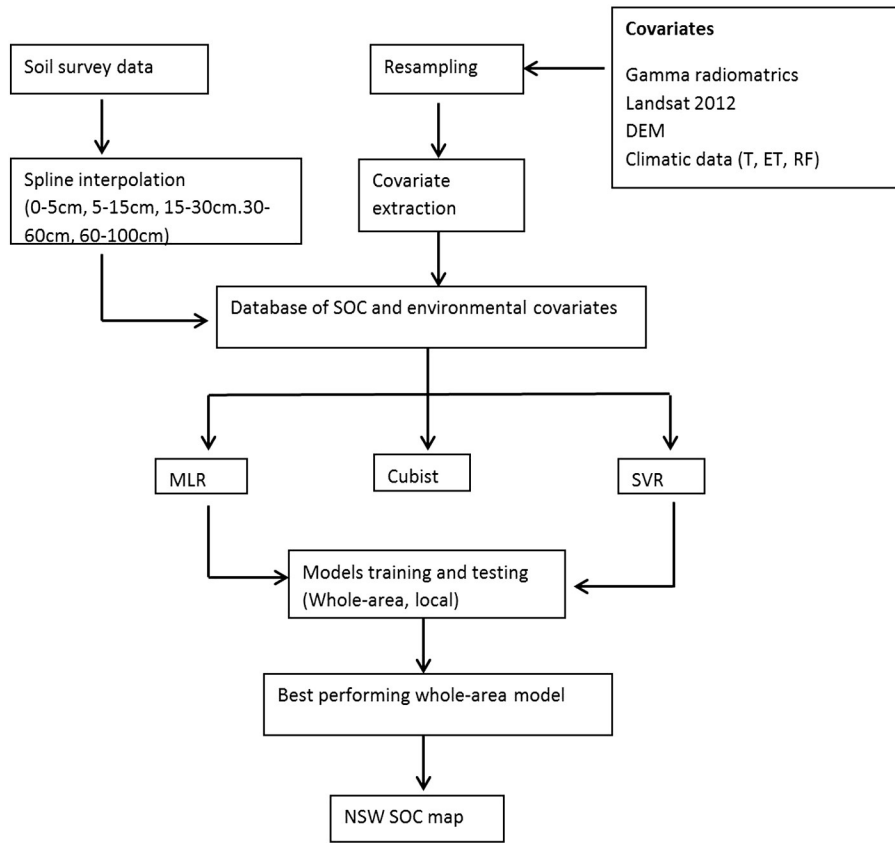 Soil survey data
Resampling
Covariates
Gamma radiomatrics
Landsat 2012
DEM
Climatic data (T, ET, RF)
Spline interpolation
(0-5cm, 5-15cm, 15-30cm.30-
60cm, 60-100cm)
Covariate
extraction
Database of SOC and environmental covariates
MLR
Cubist
SVR
Models training and testing
(Whole-area, local)
Best performing whole-area model
NSW SOC map